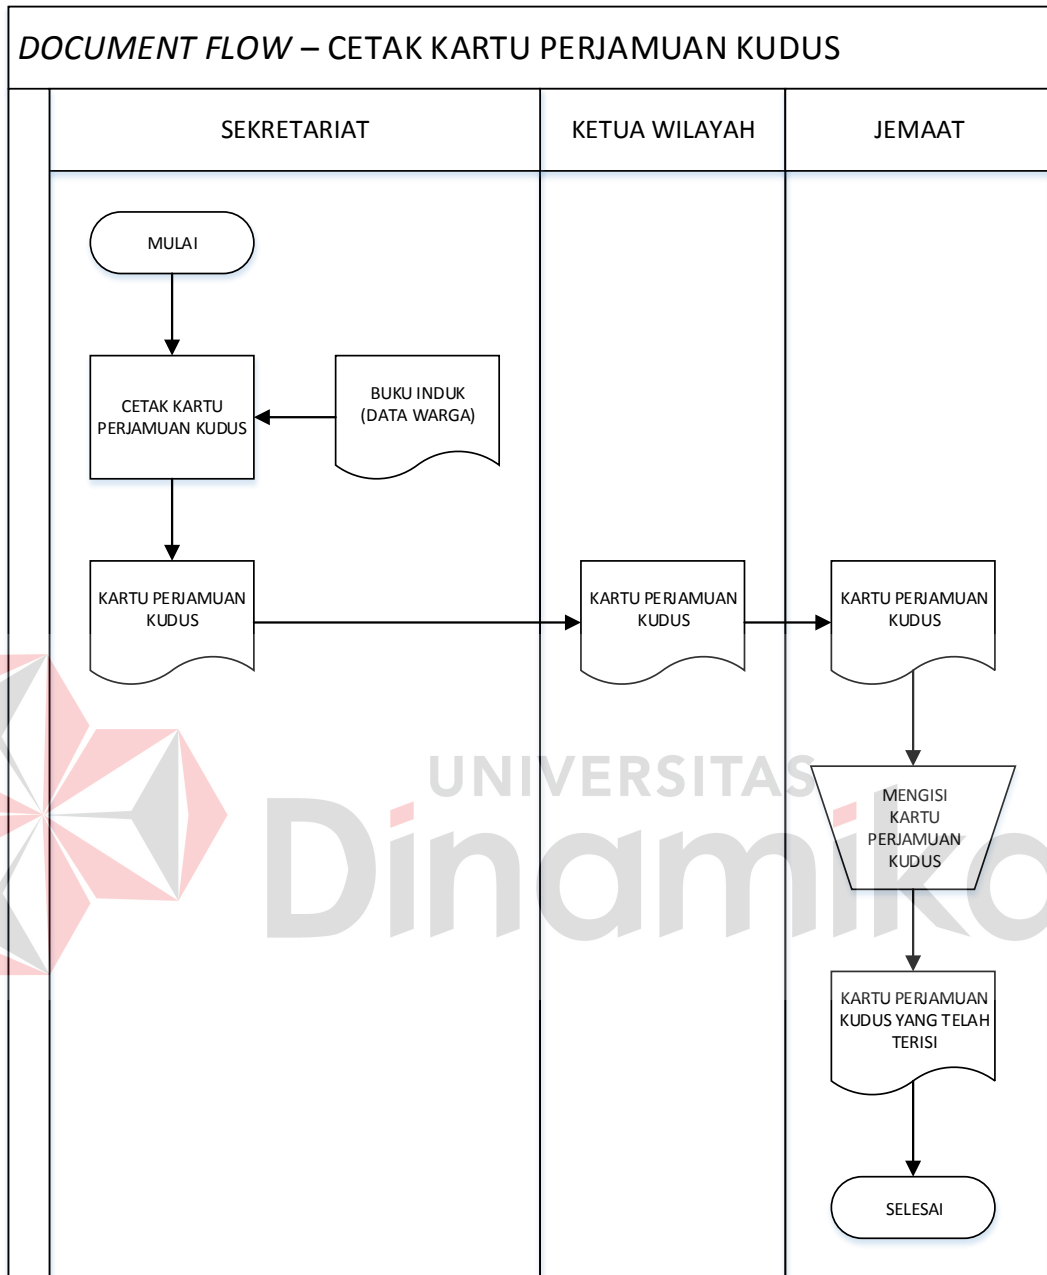 DOCUMENT FLOW – CETAK KARTU PERJAMUAN KUDUS
SEKRETARIAT
KETUA WILAYAH
JEMAAT
MULAI
CETAK KARTU
PERJAMUAN KUDUS
BUKU INDUK
(DATA WARGA)
KARTU PERJAMUAN
KUDUS
KARTU PERJAMUAN
KUDUS
KARTU PERJAMUAN
KUDUS
UNIVERSITAS
Dinamika
MENGISI
KARTU
PERJAMUAN
KUDUS
KARTU PERJAMUAN
KUDUS YANG TELAH
TERISI
SELESAI